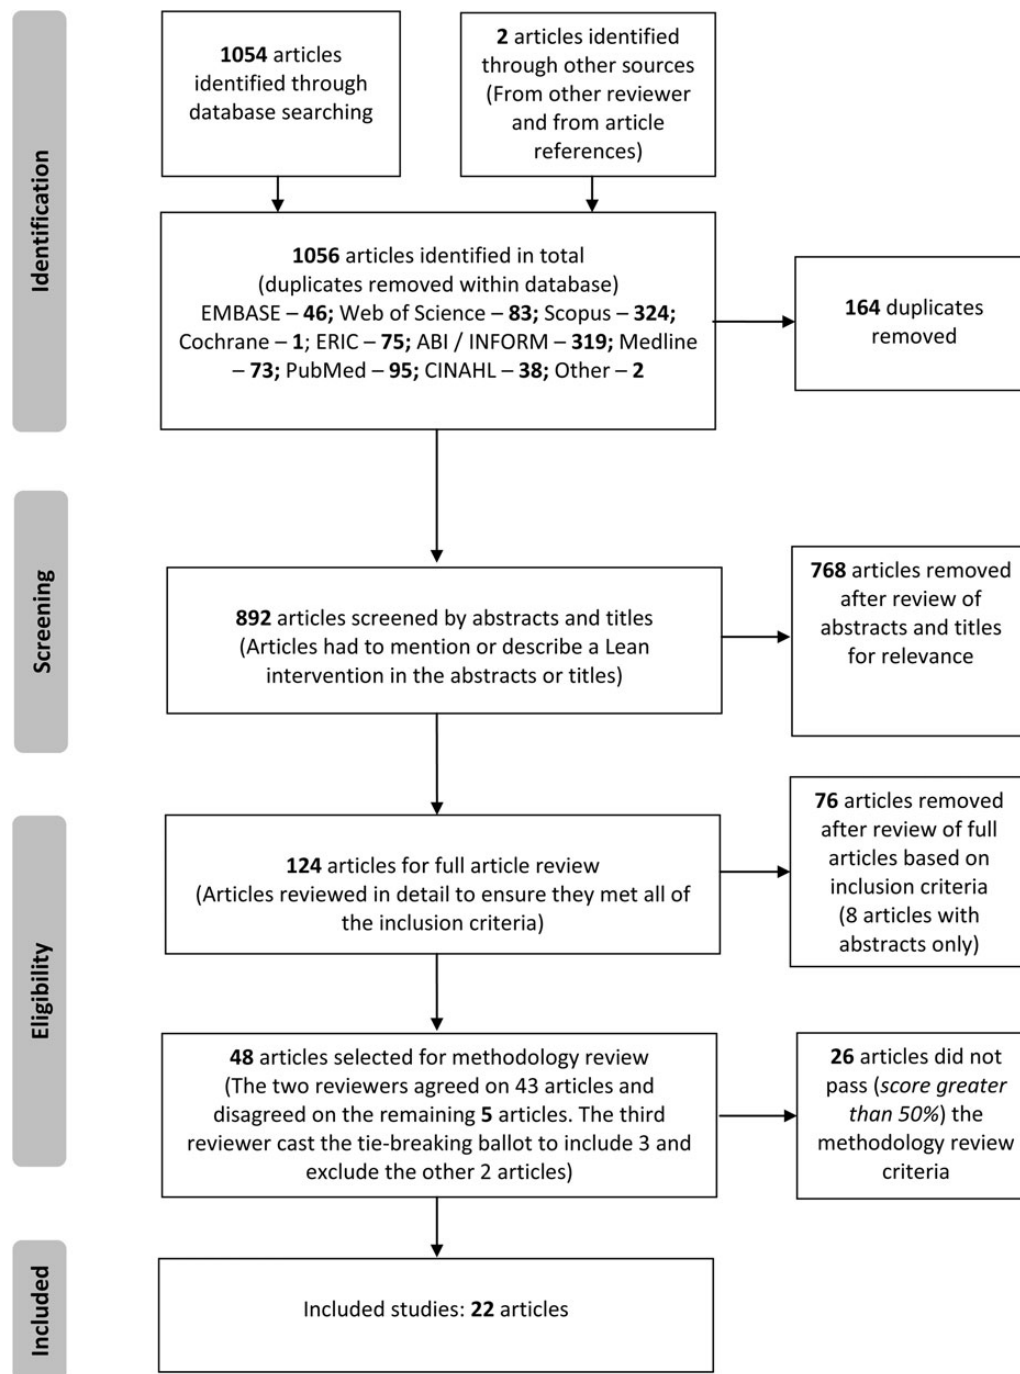 Identification
1054 articles
identified through
database searching
2 articles identified
through other sources
(From other reviewer
and from article
references)
1056 articles identified in total
(duplicates removed within database)
EMBASE – 46; Web of Science – 83; Scopus – 324;
Cochrane – 1; ERIC – 75; ABI / INFORM – 319; Medline
– 73; PubMed – 95; CINAHL – 38; Other – 2
164 duplicates
removed
Screening
892 articles screened by abstracts and titles
(Articles had to mention or describe a Lean
intervention in the abstracts or titles)
768 articles removed
after review of
abstracts and titles
for relevance
Eligibility
124 articles for full article review
(Articles reviewed in detail to ensure they met all of
the inclusion criteria)
76 articles removed
after review of full
articles based on
inclusion criteria
(8 articles with
abstracts only)
48 articles selected for methodology review
(The two reviewers agreed on 43 articles and
disagreed on the remaining 5 articles. The third
reviewer cast the tie-breaking ballot to include 3 and
exclude the other 2 articles)
26 articles did not
pass (score greater
than 50%) the
methodology review
criteria
Included
Included studies: 22 articles